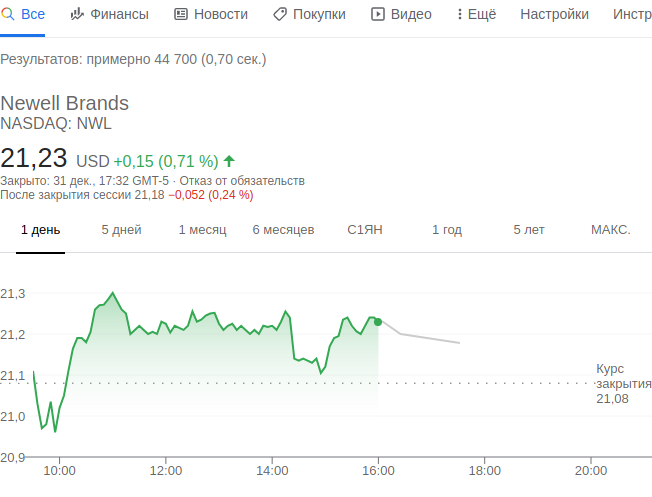 Все Финансы Новости Покупки Видео Ещё Настройки Инстр
Результатов: примерно 44 700 (0,70 сек.)
Newell Brands
NASDAQ: NWL
21,23 USD +0,15 (0,71 %)
Закрыто: 31 дек., 17:32 GMT-5 · Отказ от обязательств
После закрытия сессии 21,18 −0,052 (0,24 %)
1 день 5 дней 1 месяц 6 месяцев С1ЯН 1 год 5 лет МАКС.
21,3
21,2
21,1
Курс
закрытия
21,08
21,0
20,9
10:00 12:00 14:00 16:00 18:00 20:00